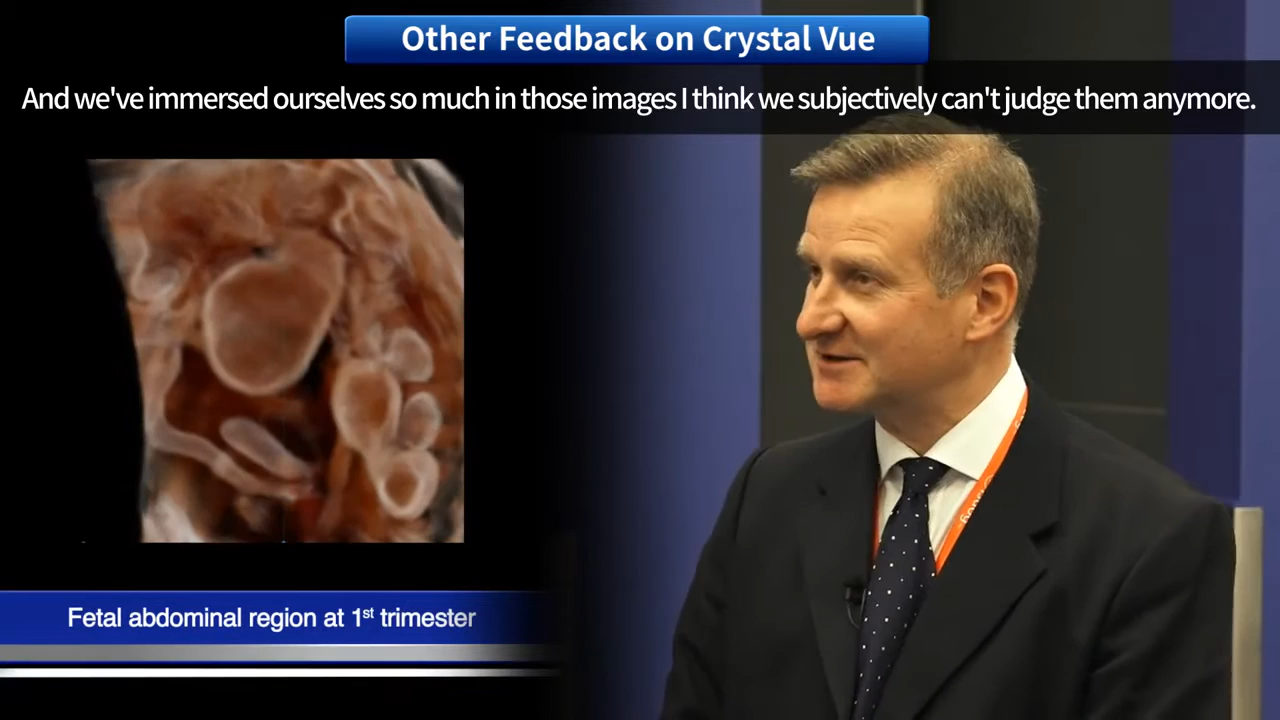 Other Feedback on Crystal Vue
And we've immersed ourselves so much in those images I think we subjectively can't judge them anymore.
Fetal abdominal region at 1st trimester